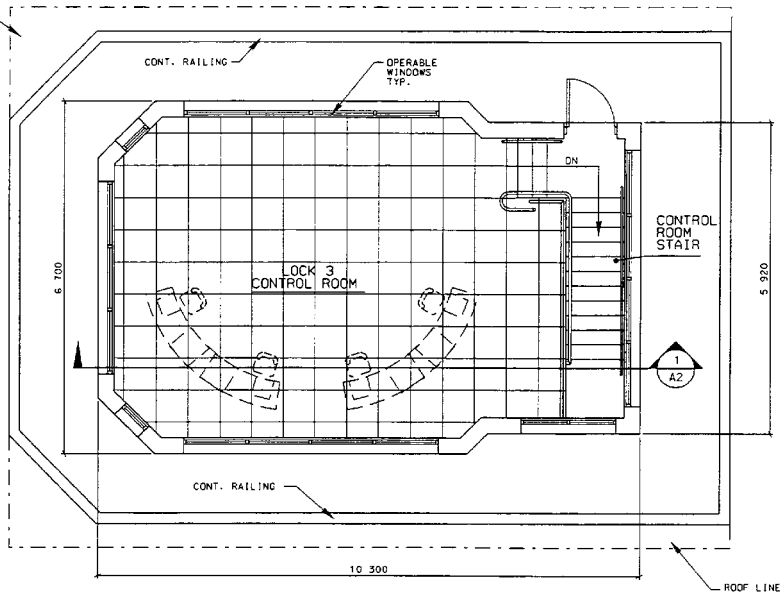 CONT. RAILING
OPERABLE
WINDOWS
TYP.
DN
CONTROL
ROOM
STAIR
LOCK 3
CONTROL ROOM
6 700
5 920
1
A2
CONT. RAILING
10 300
ROOF LINE